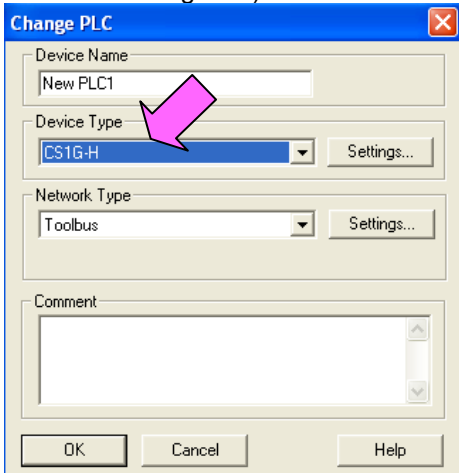 Change PLC
Device Name
New PLC1
Device Type
CS1G-H
Settings...
Network Type
Toolbus
Settings...
Comment
OK Cancel Help